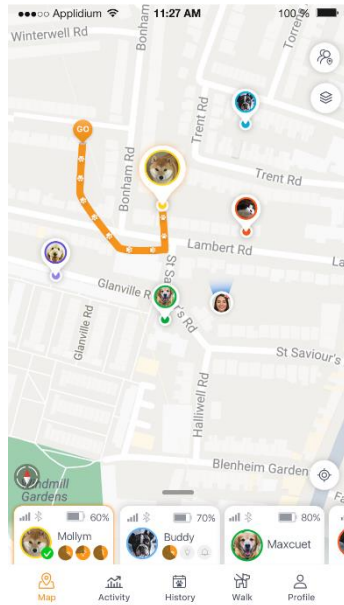 Applidium 11:27 AM 100 %
Winterwell Rd
Bonham
GO
Bonham Rd
Trent Rd
Trent Rd
Lambert Rd
St Saviour's Rd
Glanville R
Glanville Rd
St Saviour's
Halliwell Rd
Blenheim Garden
Gardens
60% 70% 80%
Mollym Buddy Maxcuet
Map Activity History Walk Profile